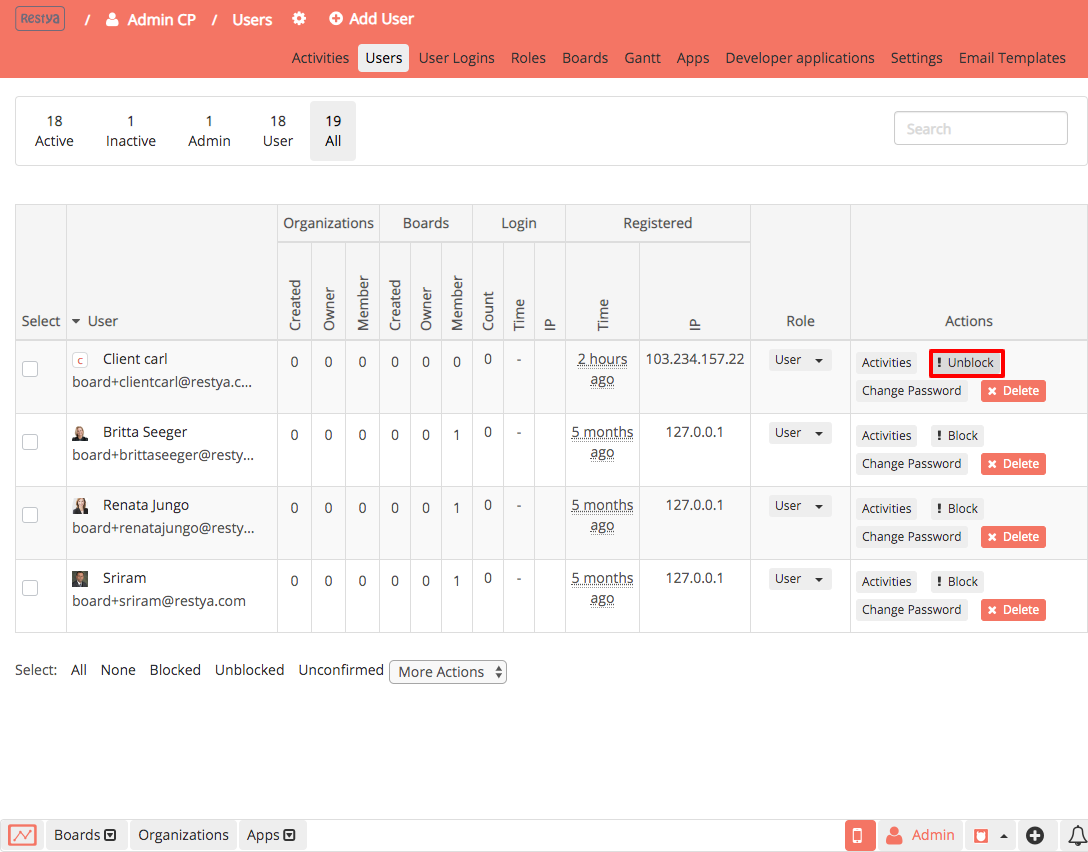 Restya / Admin CP / Users Add User
Activities Users User Logins Roles Boards Gantt Apps Developer applications Settings Email Templates
18 1 1 18 19
Active Inactive Admin User All
Search
Organizations Boards Login Registered
Select User Created Owner Member Created Owner Member Count Time IP Time IP Role Actions
c Client carl 0 0 0 0 0 0 0 - 2 hours ago 103.234.157.22 User Activities ! Unblock
board+clientcarl@restya.c... Change Password Delete
Britta Seeger 0 0 0 0 0 1 0 - 5 months ago 127.0.0.1 User Activities ! Block
board+brittaseeger@resty... Change Password Delete
Renata Jungo 0 0 0 0 0 1 0 - 5 months ago 127.0.0.1 User Activities ! Block
board+renatajungo@resty... Change Password Delete
Sriram 0 0 0 0 0 1 0 - 5 months ago 127.0.0.1 User Activities ! Block
board+sriram@restya.com Change Password Delete
Select: All None Blocked Unblocked Unconfirmed More Actions
Boards Organizations Apps Admin